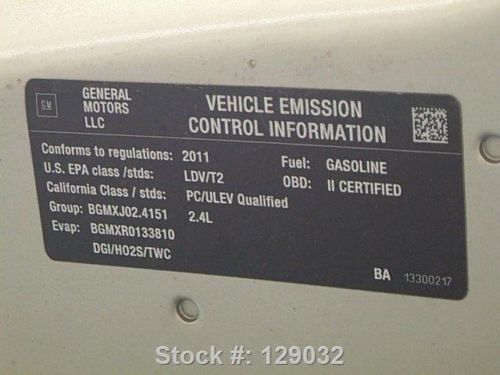 GM
GENERAL MOTORS LLC
VEHICLE EMISSION
CONTROL INFORMATION
Conforms to regulations: 2011 Fuel: GASOLINE
U.S. EPA class /stds: LDV/T2 OBD: II CERTIFIED
California Class / stds: PC/ULEV Qualified
Group: BGMXJ02.4151 2.4L
Evap: BGMXR0133810
DGI/HO2S/TWC
BA 13300217
Stock #: 129032